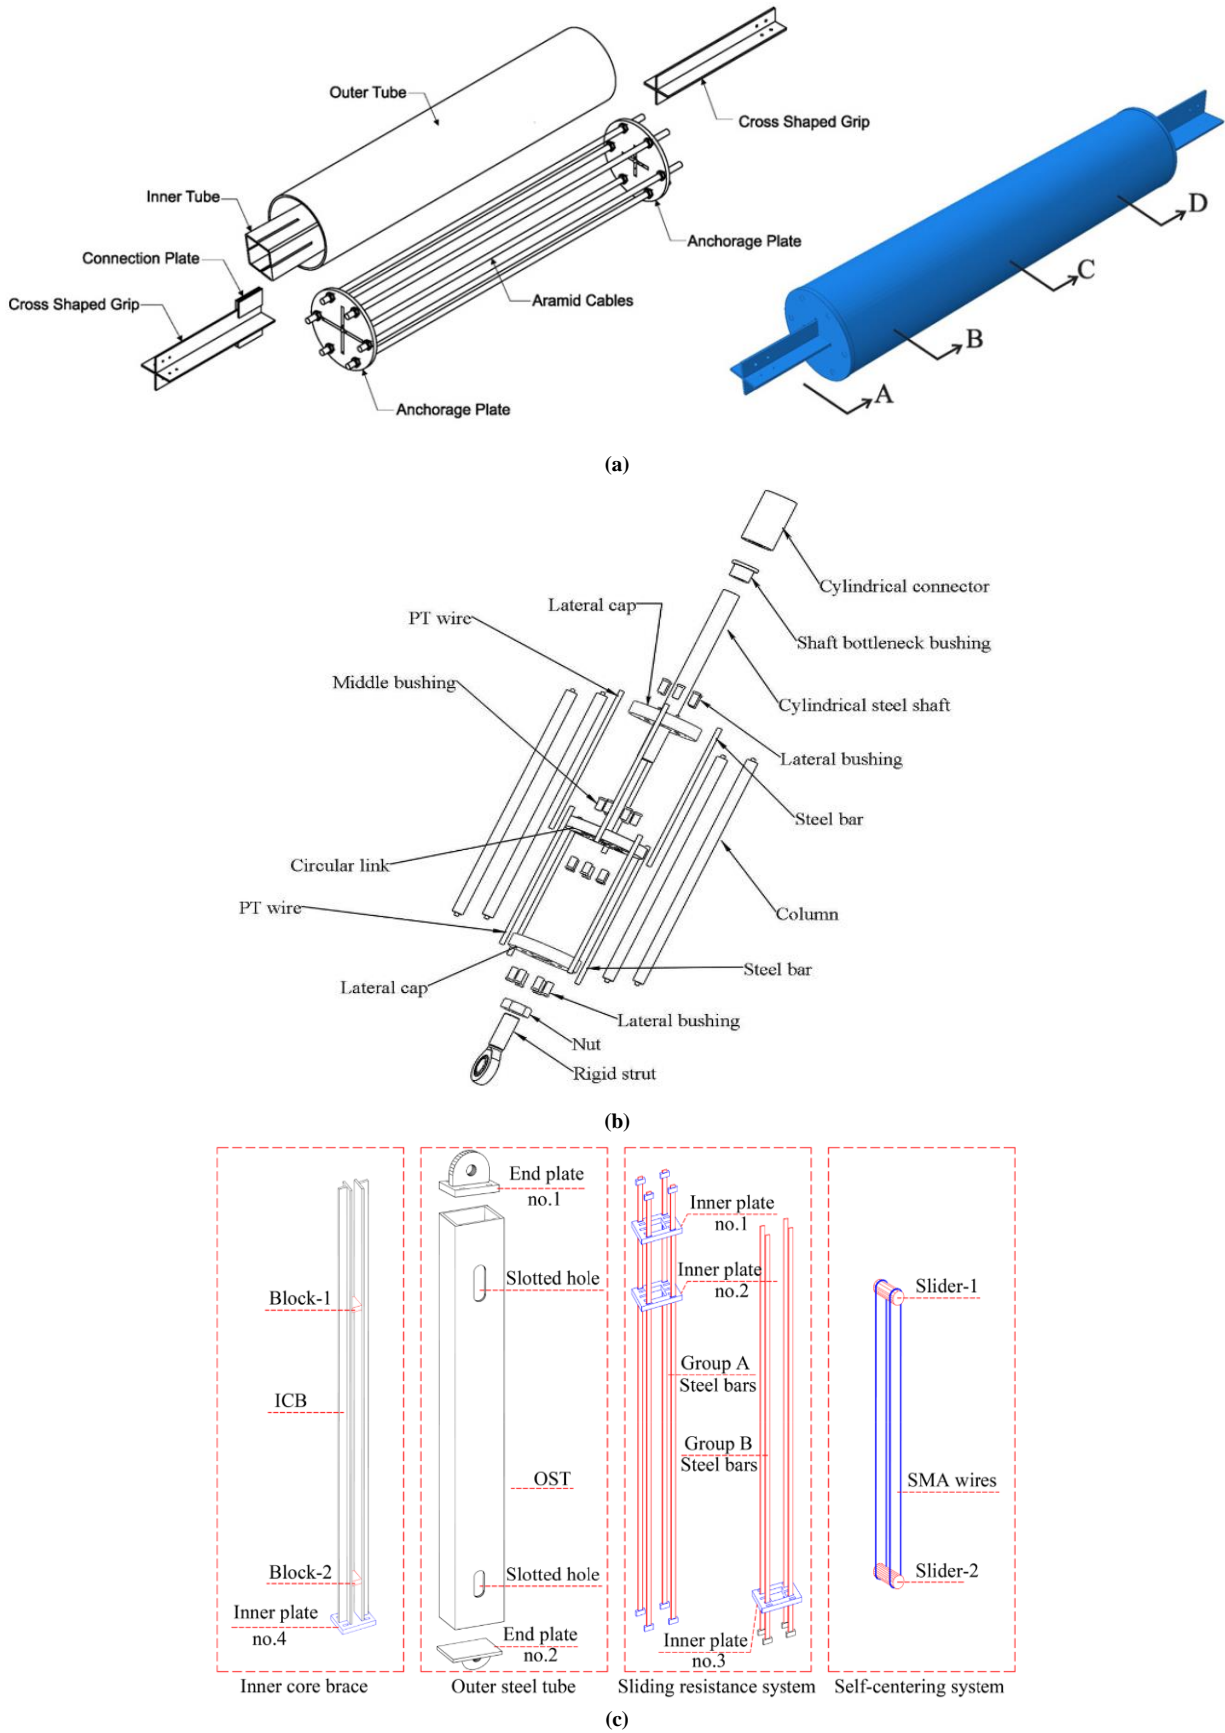 Outer Tube
Cross Shaped Grip
Inner Tube
Connection Plate
Cross Shaped Grip
Anchorage Plate
Aramid Cables
Anchorage Plate
D
C
B
A
(a)
Cylindrical connector
Lateral cap
PT wire
Shaft bottleneck bushing
Middle bushing
Cylindrical steel shaft
Lateral bushing
Steel bar
Circular link
PT wire
Column
Steel bar
Lateral cap
Lateral bushing
Nut
Rigid strut
(b)
Block-1
ICB
Block-2
Inner plate
no.4
Inner core brace
End plate
no.1
Slotted hole
OST
Slotted hole
End plate
no.2
Outer steel tube
Inner plate
no.1
Inner plate
no.2
Group A
Steel bars
Group B
Steel bars
Inner plate
no.3
Sliding resistance system
Slider-1
SMA wires
Slider-2
Self-centering system
(c)